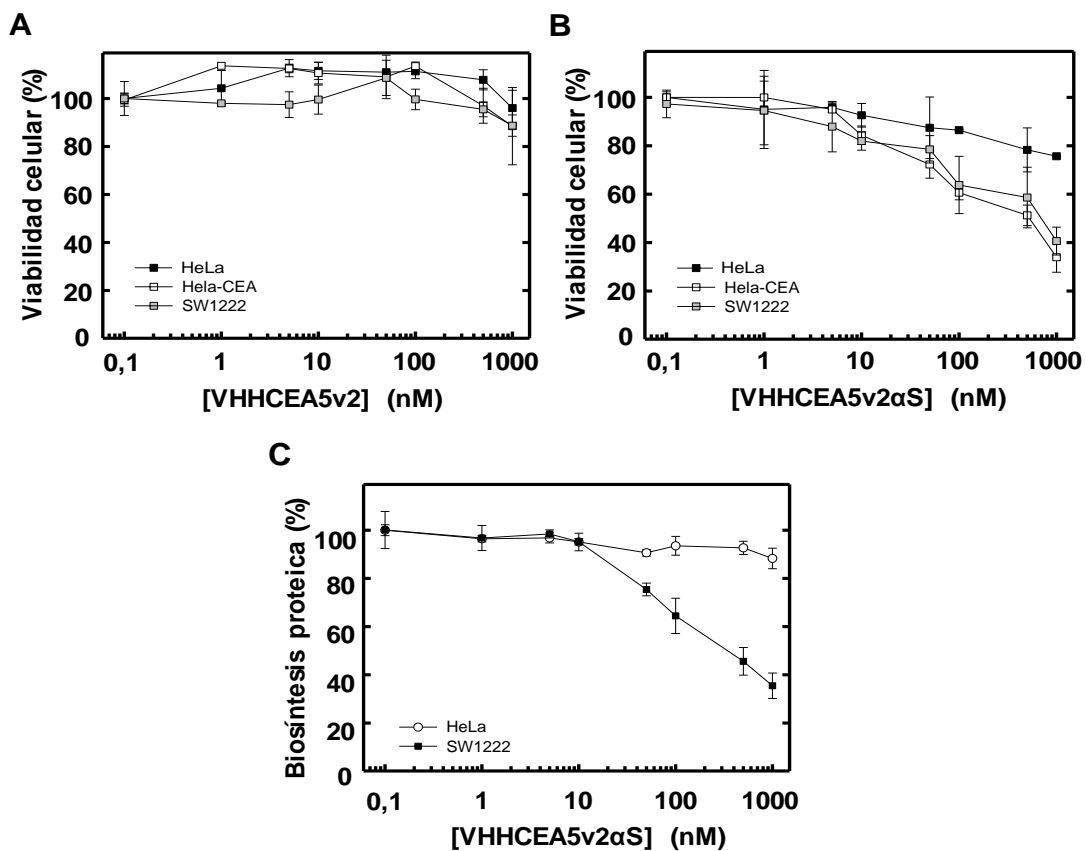 A
Viabilidad celular (%)
100
80
60
40
20
0
HeLa
Hela-CEA
SW1222
0,1 1 10 100 1000
[VHHCEA5v2] (nM)
B
Viabilidad celular (%)
100
80
60
40
20
0
HeLa
Hela-CEA
SW1222
0,1 1 10 100 1000
[VHHCEA5v2αS] (nM)
C
Biosíntesis proteica (%)
100
80
60
40
20
0
HeLa
SW1222
0,1 1 10 100 1000
[VHHCEA5v2αS] (nM)